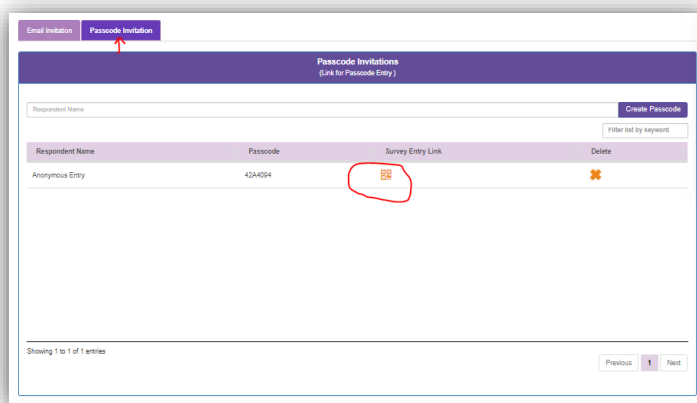 Email Invitation Passcode Invitation
Passcode Invitations
(Link for Passcode Entry )
Respondent Name Create Passcode
Filter list by keyword
Respondent Name Passcode Survey Entry Link Delete
Anonymous Entry 42A4094
Showing 1 to 1 of 1 entries
Previous 1 Next